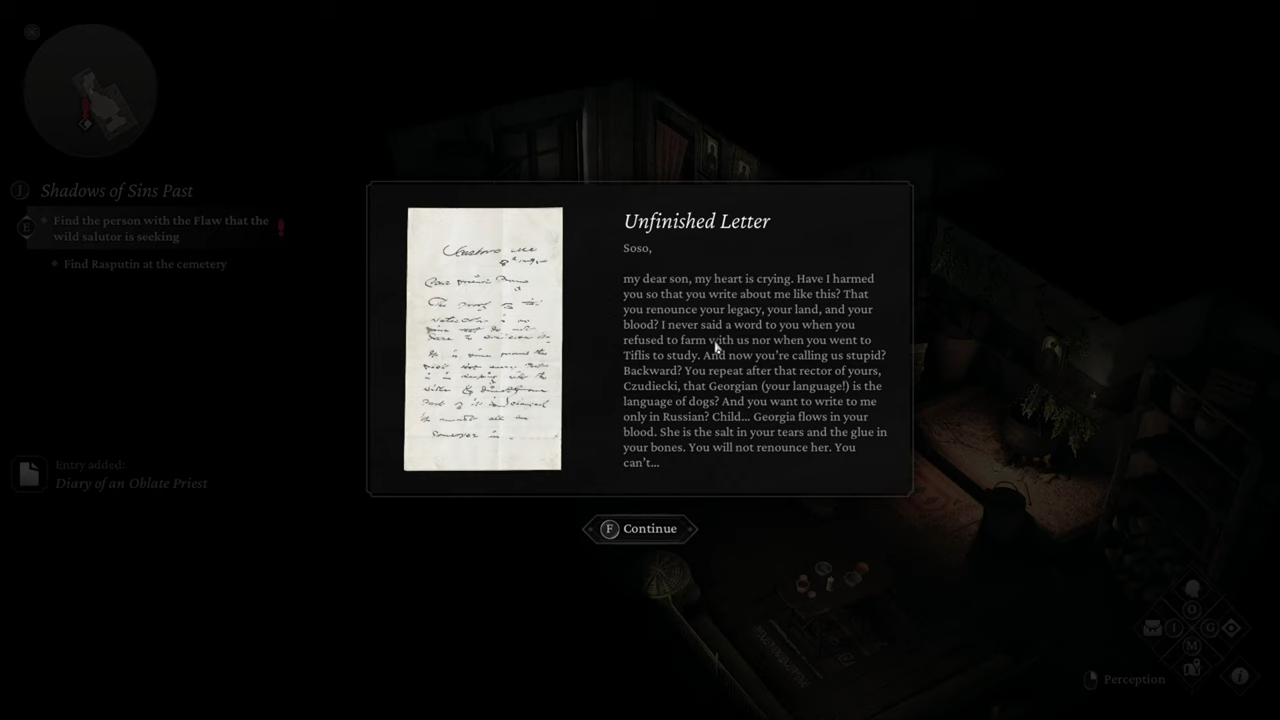 J
Shadows of Sins Past
E
Find the person with the Flaw that the
wild salutor is seeking
Find Rasputin at the cemetery
Entry added:
Diary of an Oblate Priest
Unfinished Letter
Soso,
my dear son, my heart is crying. Have I harmed
you so that you write about me like this? That
you renounce your legacy, your land, and your
blood? I never said a word to you when you
refused to farm with us nor when you went to
Tiflis to study. And now you're calling us stupid?
Backward? You repeat after that rector of yours,
Czudiecki, that Georgian (your language!) is the
language of dogs? And you want to write to me
only in Russian? Child... Georgia flows in your
blood. She is the salt in your tears and the glue in
your bones. You will not renounce her. You
can't...
F Continue
O
I
G
M
Perception